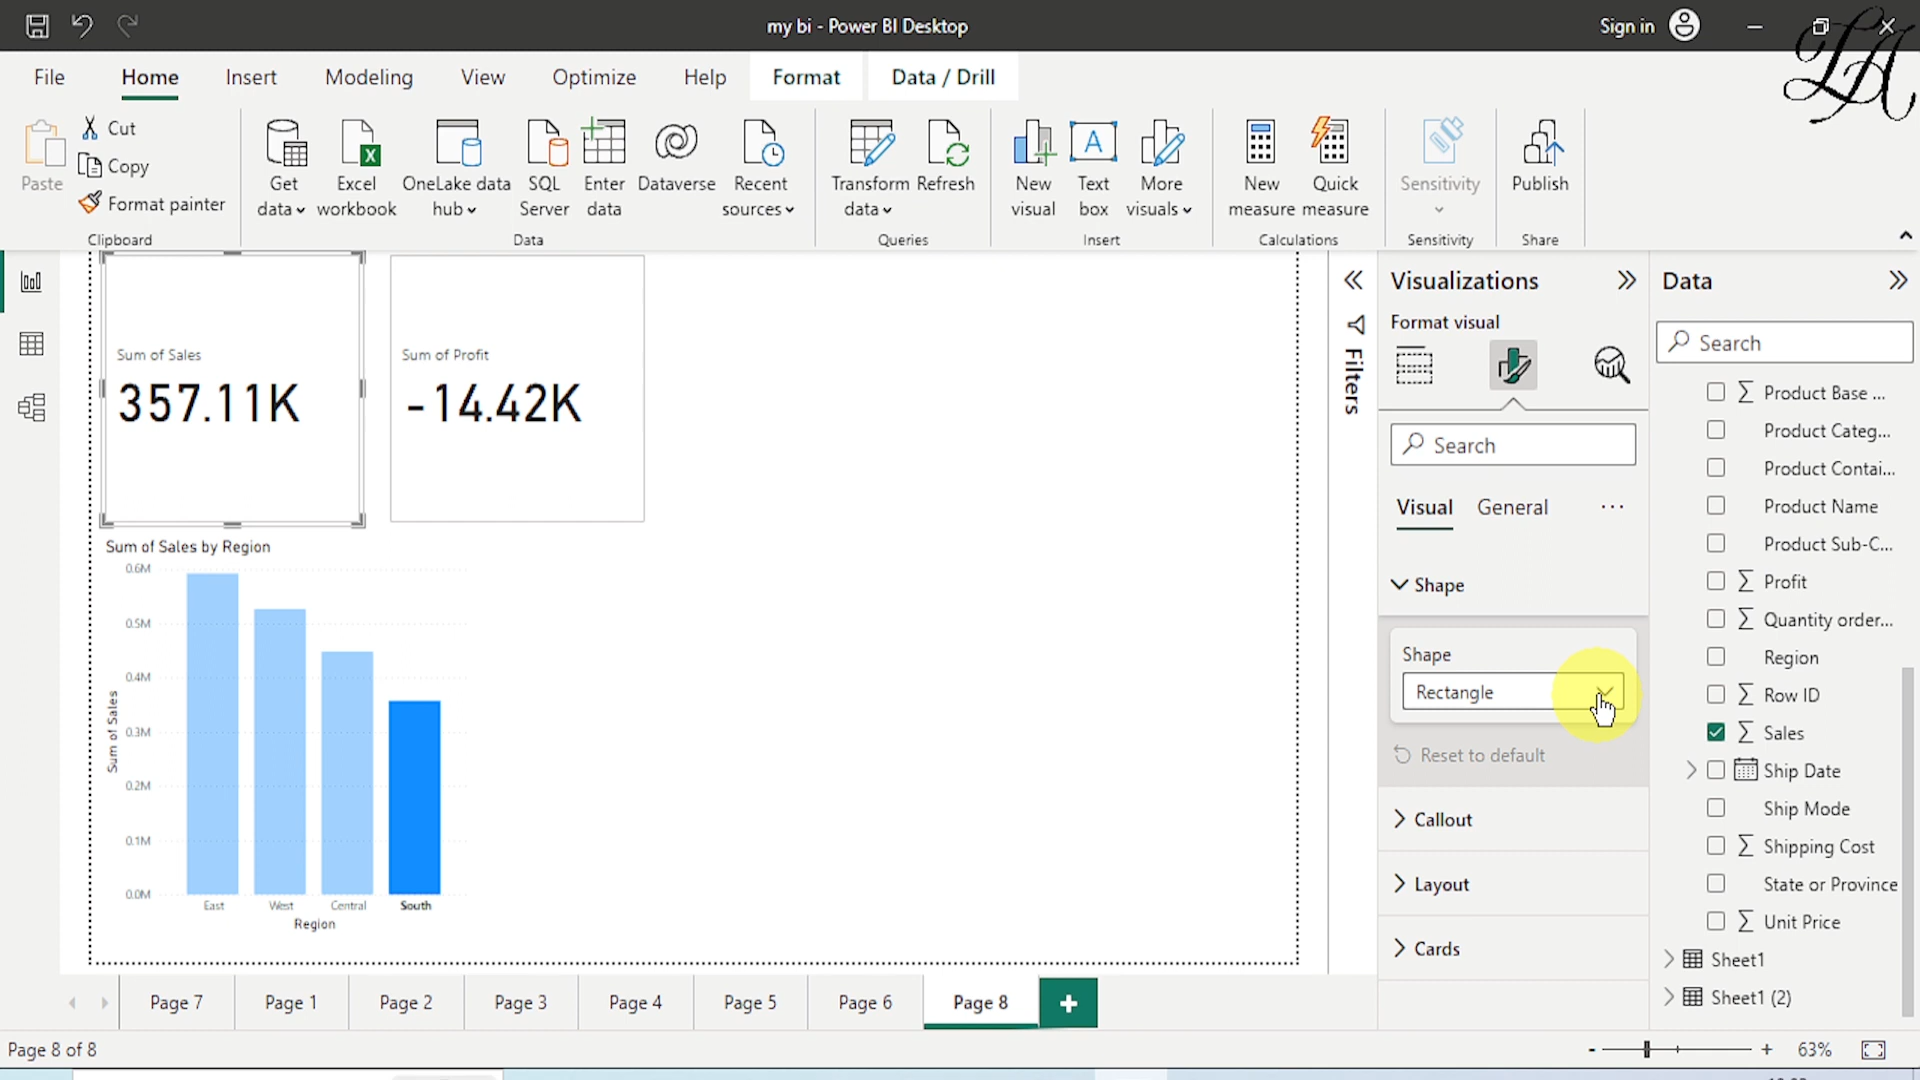 my bi - Power BI Desktop
Sign in
LA
File Home Insert Modeling View Optimize Help Format Data / Drill
Paste
Cut
Copy
Format painter
Clipboard
Get data
Excel workbook
OneLake data hub
SQL Server
Enter data
Dataverse
Recent sources
Data
Transform data
Refresh
Queries
New visual
A
Text box
More visuals
Insert
New measure
Quick measure
Calculations
Sensitivity
Sensitivity
Publish
Share
Sum of Sales
357.11K
Sum of Profit
-14.42K
Sum of Sales by Region
0.6M
0.5M
0.4M
0.3M
0.2M
0.1M
0.0M
Sum of Sales
East West Central South
Region
Filters
Visualizations
Format visual
Search
Visual General
Shape
Shape
Rectangle
Reset to default
Callout
Layout
Cards
Data
Search
Product Base ...
Product Categ...
Product Contai...
Product Name
Product Sub-C...
Profit
Quantity order...
Region
Row ID
Sales
Ship Date
Ship Mode
Shipping Cost
State or Province
Unit Price
Sheet1
Sheet1 (2)
Page 7 Page 1 Page 2 Page 3 Page 4 Page 5 Page 6 Page 8 +
Page 8 of 8
- + 63%